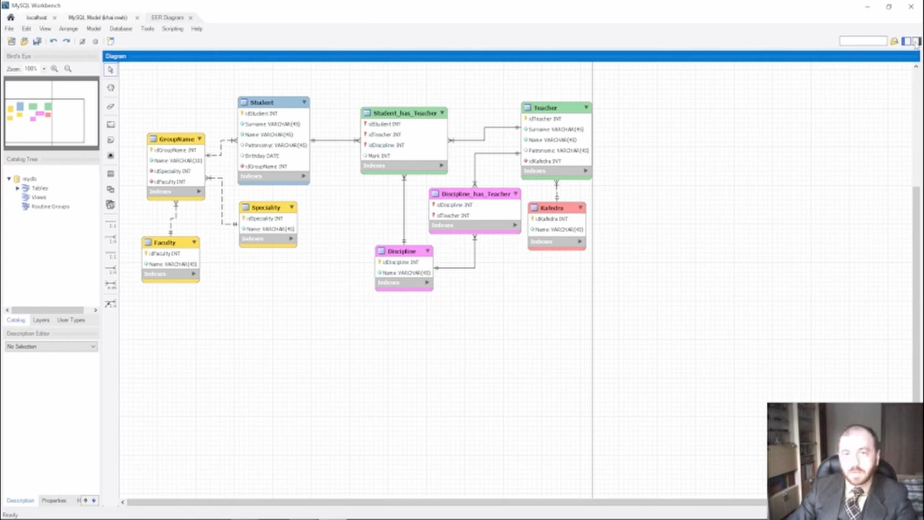 MySQL Workbench
localhost
MySQL Model (khai.mwb)
EER Diagram
File Edit View Arrange Model Database Tools Scripting Help
Bird's Eye
Zoom: 100%
Catalog Tree
mydb
Tables
Views
Routine Groups
Catalog Layers User Types
Description Editor
No Selection
Description Properties H
Ready
Diagram
1:1
1:n
1:1
1:n
GroupName
idGroupName INT
Name VARCHAR(10)
idSpeciality INT
idFaculty INT
Indexes
Student
idStudent INT
Surname VARCHAR(45)
Name VARCHAR(45)
Patronymic VARCHAR(45)
Birthday DATE
idGroupName INT
Indexes
Speciality
idSpeciality INT
Name VARCHAR(45)
Indexes
Faculty
idFaculty INT
Name VARCHAR(45)
Indexes
Student_has_Teacher
idStudent INT
idTeacher INT
idDiscipline INT
Mark INT
Indexes
Discipline_has_Teacher
idDiscipline INT
idTeacher INT
Indexes
Discipline
idDiscipline INT
Name VARCHAR(45)
Indexes
Teacher
idTeacher INT
Surname VARCHAR(45)
Name VARCHAR(45)
Patronymic VARCHAR(45)
idKafedra INT
Indexes
Kafedra
idKafedra INT
Name VARCHAR(45)
Indexes